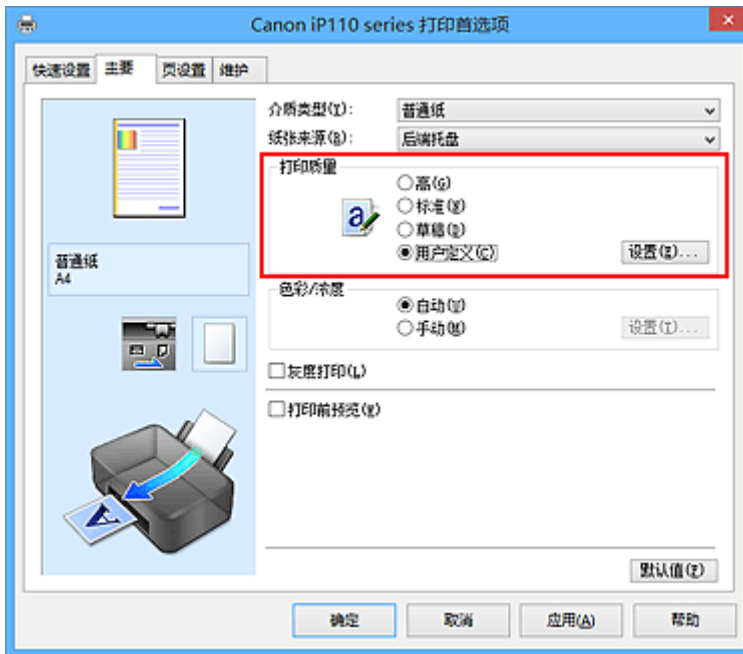 Canon iP110 series 打印首选项
快速设置 主要 页设置 维护
介质类型(Y): 普通纸
纸张来源(R): 后端托盘
打印质量
高(G)
标准(N)
草稿(D)
用户定义(C) 设置(E)...
普通纸
A4
色彩/浓度
自动(U)
手动(M) 设置(T)...
灰度打印(L)
打印前预览(V)
默认值(F)
确定 取消 应用(A) 帮助